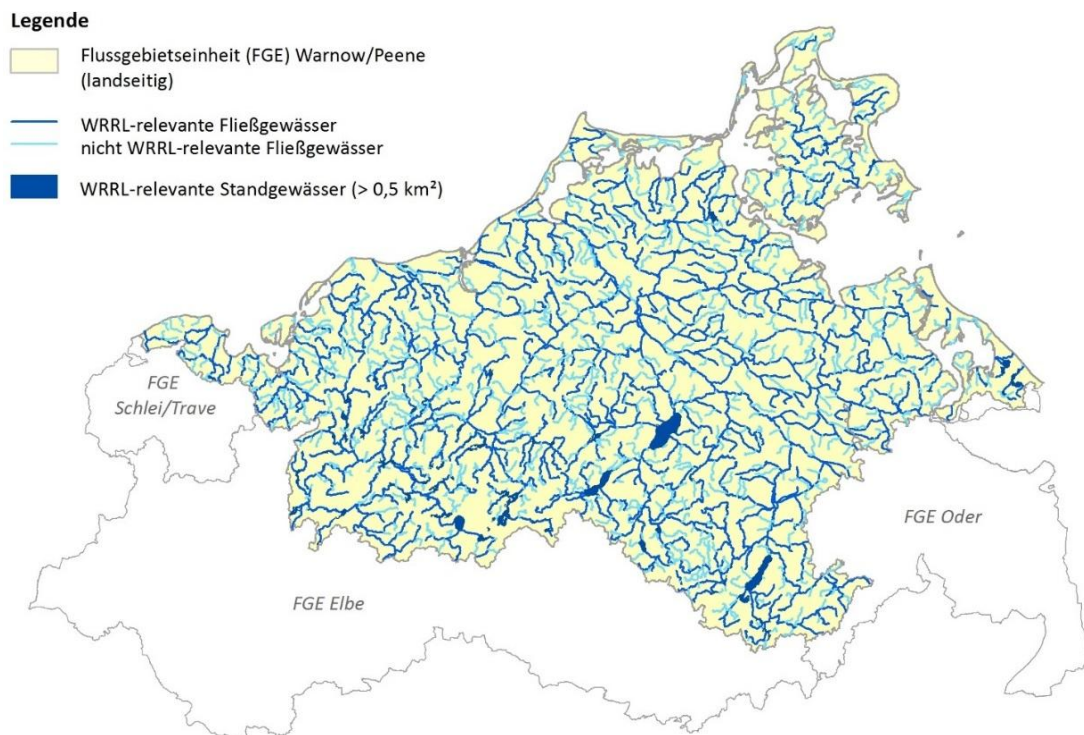 Legende
Flussgebietseinheit (FGE) Warnow/Peene
(landseitig)
WRRL-relevante Fließgewässer
nicht WRRL-relevante Fließgewässer
WRRL-relevante Standgewässer (> 0,5 km²)
FGE
Schlei/Trave
FGE Oder
FGE Elbe